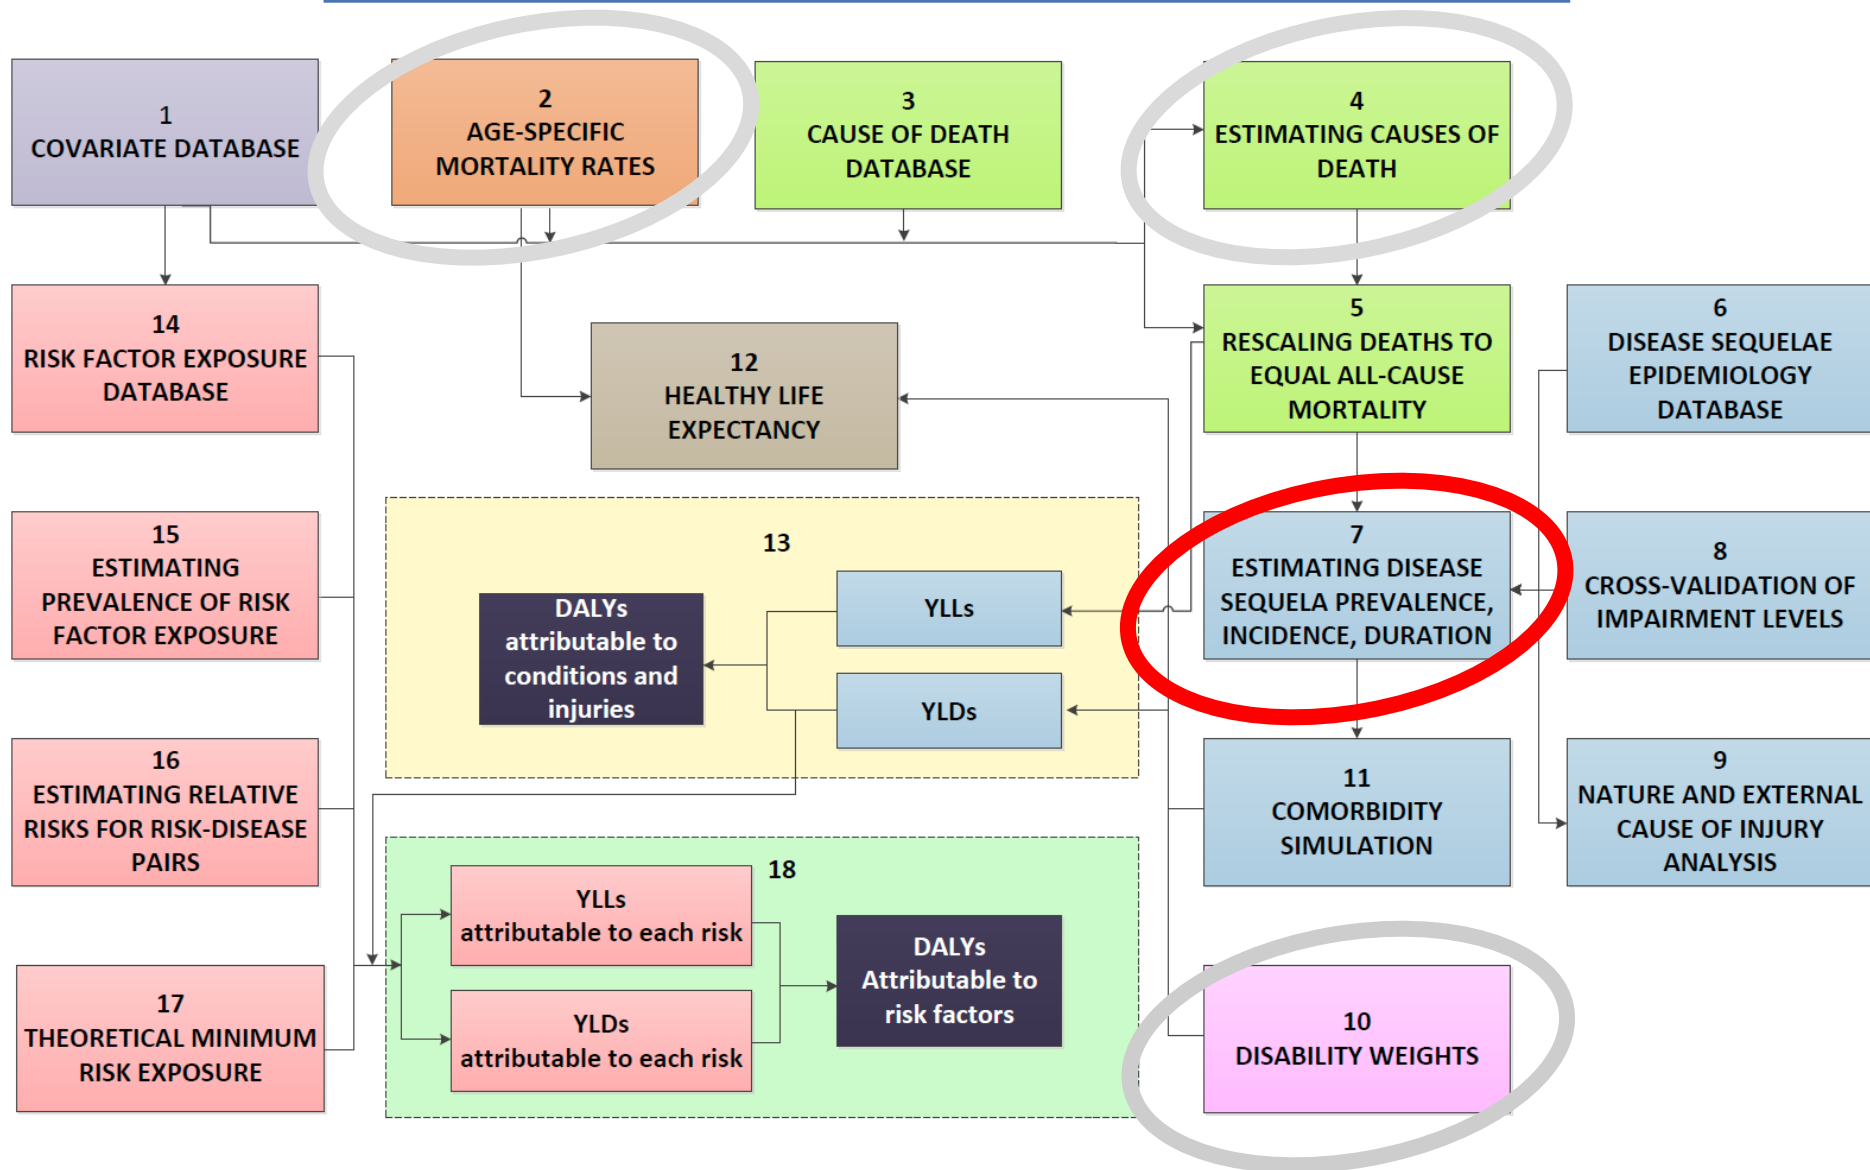 1
COVARIATE DATABASE
2
AGE-SPECIFIC
MORTALITY RATES
3
CAUSE OF DEATH
DATABASE
4
ESTIMATING CAUSES OF
DEATH
14
RISK FACTOR EXPOSURE
DATABASE
12
HEALTHY LIFE
EXPECTANCY
5
RESCALING DEATHS TO
EQUAL ALL-CAUSE
MORTALITY
6
DISEASE SEQUELAE
EPIDEMIOLOGY
DATABASE
15
ESTIMATING
PREVALENCE OF RISK
FACTOR EXPOSURE
13
DALYs
attributable to
conditions and
injuries
YLLs
YLDs
7
ESTIMATING DISEASE
SEQUELA PREVALENCE,
INCIDENCE, DURATION
8
CROSS-VALIDATION OF
IMPAIRMENT LEVELS
16
ESTIMATING RELATIVE
RISKS FOR RISK-DISEASE
PAIRS
11
COMORBIDITY
SIMULATION
9
NATURE AND EXTERNAL
CAUSE OF INJURY
ANALYSIS
18
YLLs
attributable to each risk
YLDs
attributable to each risk
DALYs
Attributable to
risk factors
17
THEORETICAL MINIMUM
RISK EXPOSURE
10
DISABILITY WEIGHTS